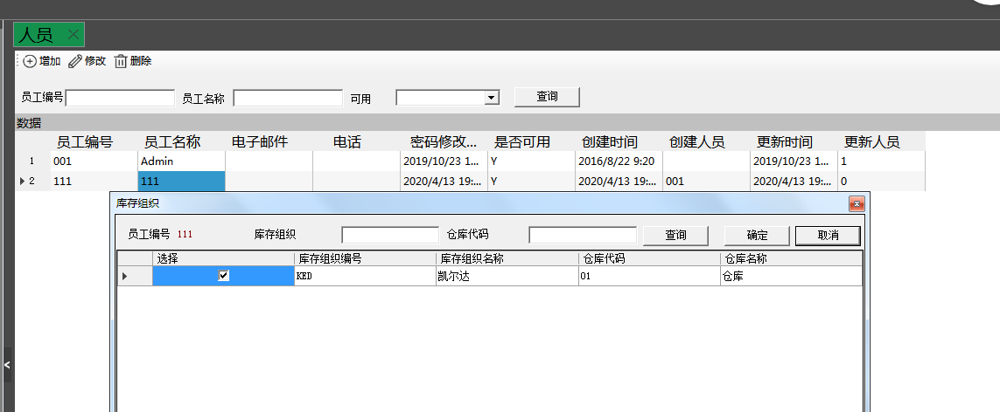 人员
增加 修改 删除
员工编号 员工名称 可用 查询
数据
员工编号 员工名称 电子邮件 电话 密码修改... 是否可用 创建时间 创建人员 更新时间 更新人员
1 001 Admin 2019/10/23 1... Y 2016/8/22 9:20 2019/10/23 1... 1
2 111 111 2020/4/13 19:... Y 2020/4/13 19:... 001 2020/4/13 19:... 0
库存组织
员工编号 111 库存组织 仓库代码 查询 确定 取消
选择 库存组织编号 库存组织名称 仓库代码 仓库名称
KED 凯尔达 01 仓库